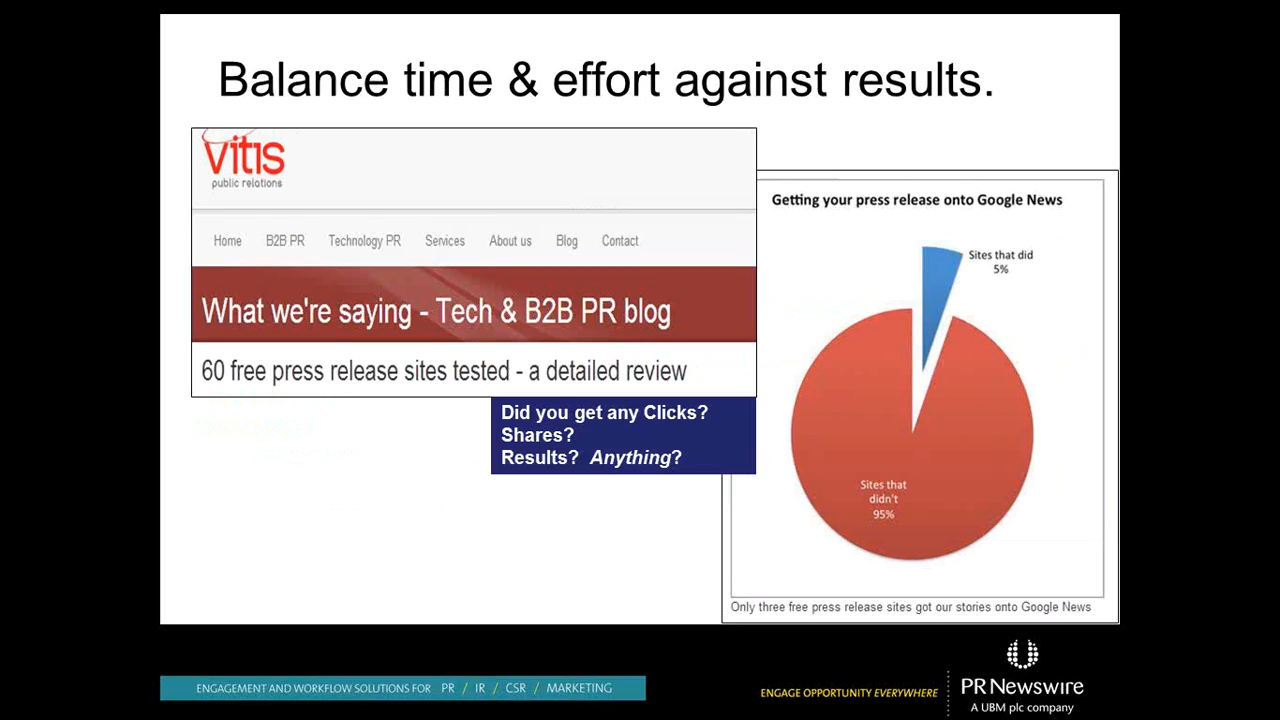 Balance time & effort against results.
vitis
public relations
Home B2B PR Technology PR Services About us Blog Contact
What we're saying - Tech & B2B PR blog
60 free press release sites tested - a detailed review
Did you get any Clicks?
Shares?
Results? Anything?
Getting your press release onto Google News
Sites that did
5%
Sites that
didn't
95%
Only three free press release sites got our stories onto Google News
ENGAGEMENT AND WORKFLOW SOLUTIONS FOR PR / IR / CSR / MARKETING
ENGAGE OPPORTUNITY EVERYWHERE
PR Newswire
A UBM plc company